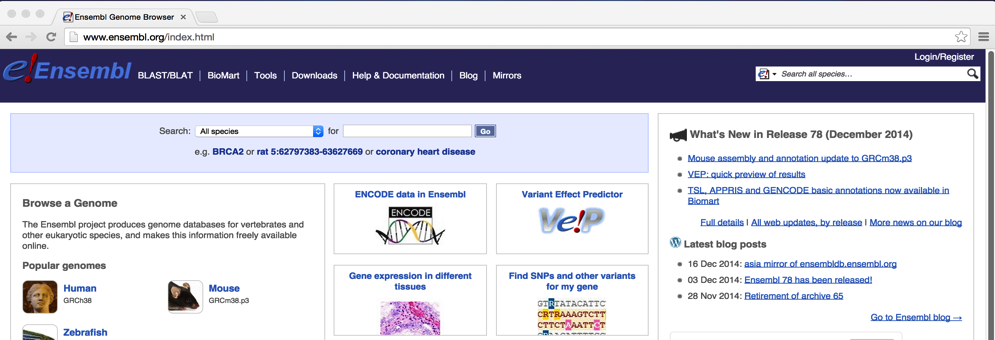 Ensembl Genome Browser
www.ensembl.org/index.html
Login/Register
e!Ensembl
BLAST/BLAT | BioMart | Tools | Downloads | Help & Documentation | Blog | Mirrors
Search all species...
Search: All species for Go
e.g. BRCA2 or rat 5:62797383-63627669 or coronary heart disease
Browse a Genome
The Ensembl project produces genome databases for vertebrates and
other eukaryotic species, and makes this information freely available
online.
Popular genomes
Human
GRCh38
Mouse
GRCm38.p3
Zebrafish
ENCODE data in Ensembl
ENCODE
Variant Effect Predictor
Ve!P
Gene expression in different
tissues
Find SNPs and other variants
for my gene
GTRTATACATTC
CRTRAAAGTCTT
CTTCTAAATTCT
What's New in Release 78 (December 2014)
Mouse assembly and annotation update to GRCm38.p3
VEP: quick preview of results
TSL, APPRIS and GENCODE basic annotations now available in
Biomart
Full details | All web updates, by release | More news on our blog
Latest blog posts
16 Dec 2014: asia mirror of ensembldb.ensembl.org
03 Dec 2014: Ensembl 78 has been released!
28 Nov 2014: Retirement of archive 65
Go to Ensembl blog →